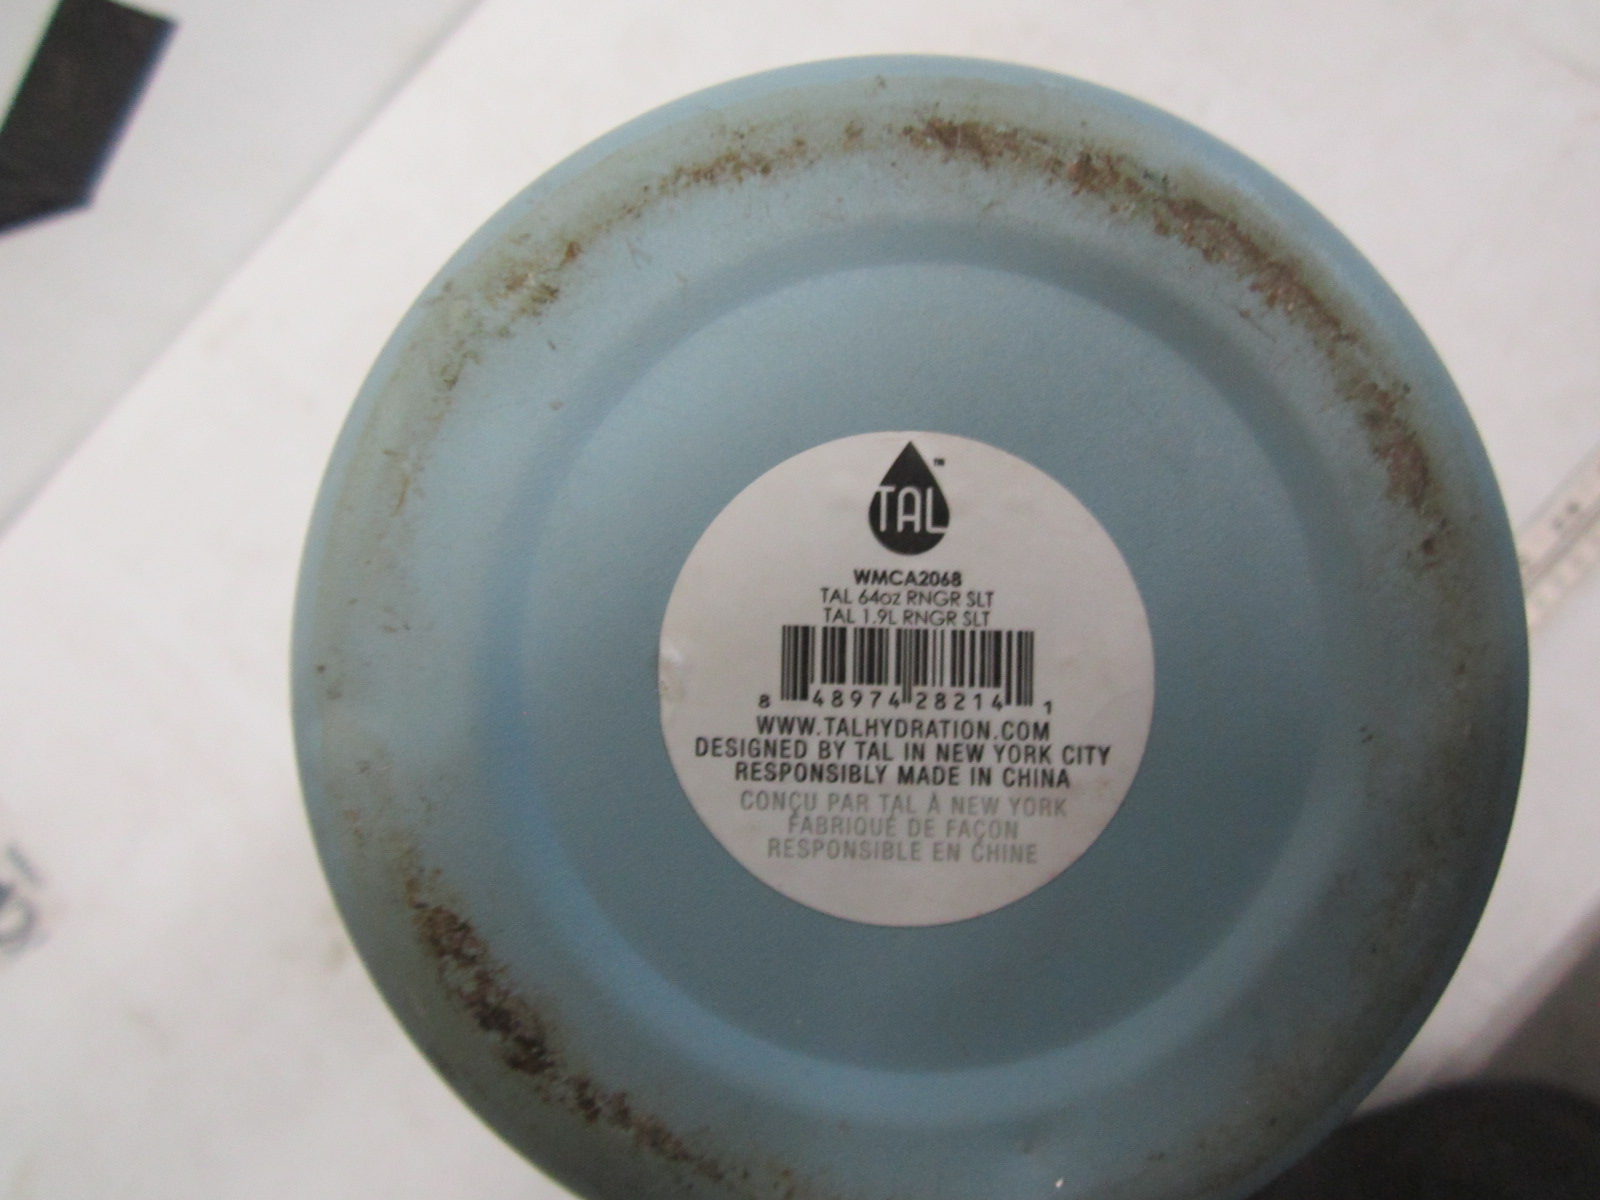 TAL™
WMCA2068
TAL 64oz RNGR SLT
TAL 1.9L RNGR SLT
8 48974 28214 1
WWW.TALHYDRATION.COM
DESIGNED BY TAL IN NEW YORK CITY
RESPONSIBLY MADE IN CHINA
CONÇU PAR TAL À NEW YORK
FABRIQUÉ DE FAÇON
RESPONSIBLE EN CHINE